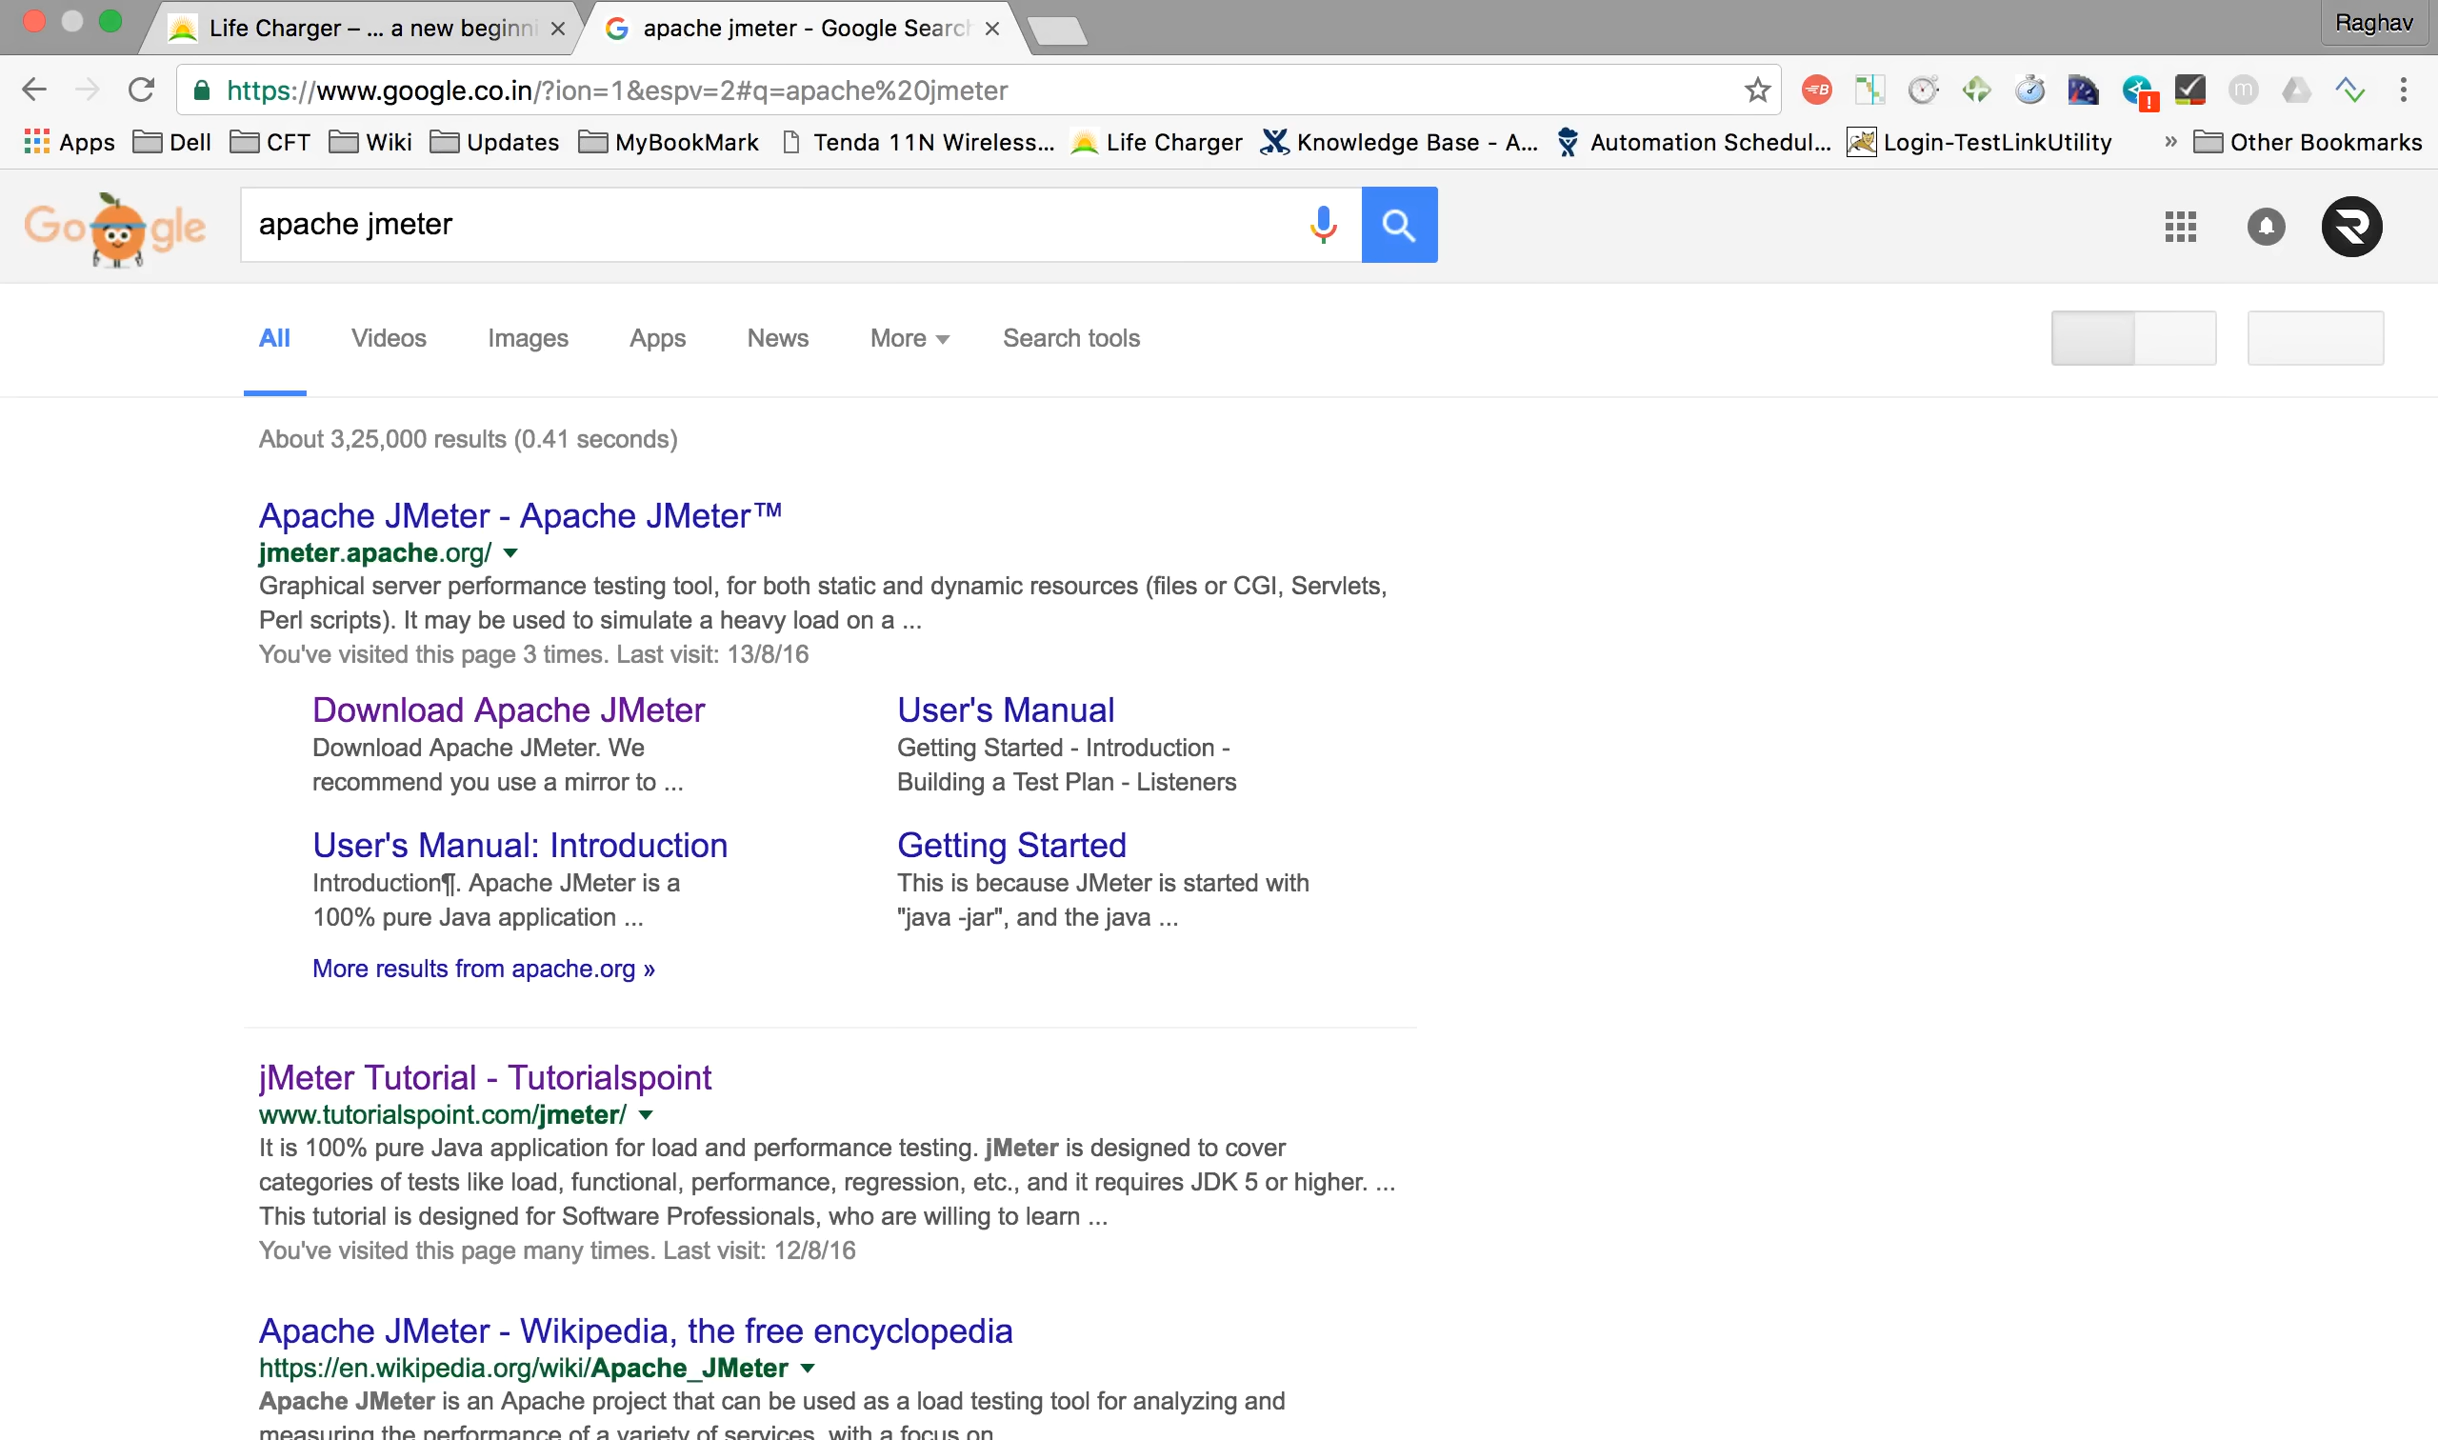 Life Charger – ... a new beginni
apache jmeter - Google Search
Raghav
https://www.google.co.in/?ion=1&espv=2#q=apache%20jmeter
Apps Dell CFT Wiki Updates MyBookMark Tenda 11N Wireless... Life Charger Knowledge Base - A... Automation Schedul... Login-TestLinkUtility » Other Bookmarks
Google apache jmeter
All Videos Images Apps News More Search tools
About 3,25,000 results (0.41 seconds)
Apache JMeter - Apache JMeter™
jmeter.apache.org/
Graphical server performance testing tool, for both static and dynamic resources (files or CGI, Servlets,
Perl scripts). It may be used to simulate a heavy load on a ...
You've visited this page 3 times. Last visit: 13/8/16
Download Apache JMeter
Download Apache JMeter. We
recommend you use a mirror to ...
User's Manual
Getting Started - Introduction -
Building a Test Plan - Listeners
User's Manual: Introduction
Introduction¶. Apache JMeter is a
100% pure Java application ...
Getting Started
This is because JMeter is started with
"java -jar", and the java ...
More results from apache.org »
jMeter Tutorial - Tutorialspoint
www.tutorialspoint.com/jmeter/
It is 100% pure Java application for load and performance testing. jMeter is designed to cover
categories of tests like load, functional, performance, regression, etc., and it requires JDK 5 or higher. ...
This tutorial is designed for Software Professionals, who are willing to learn ...
You've visited this page many times. Last visit: 12/8/16
Apache JMeter - Wikipedia, the free encyclopedia
https://en.wikipedia.org/wiki/Apache_JMeter
Apache JMeter is an Apache project that can be used as a load testing tool for analyzing and
measuring the performance of a variety of services, with a focus on